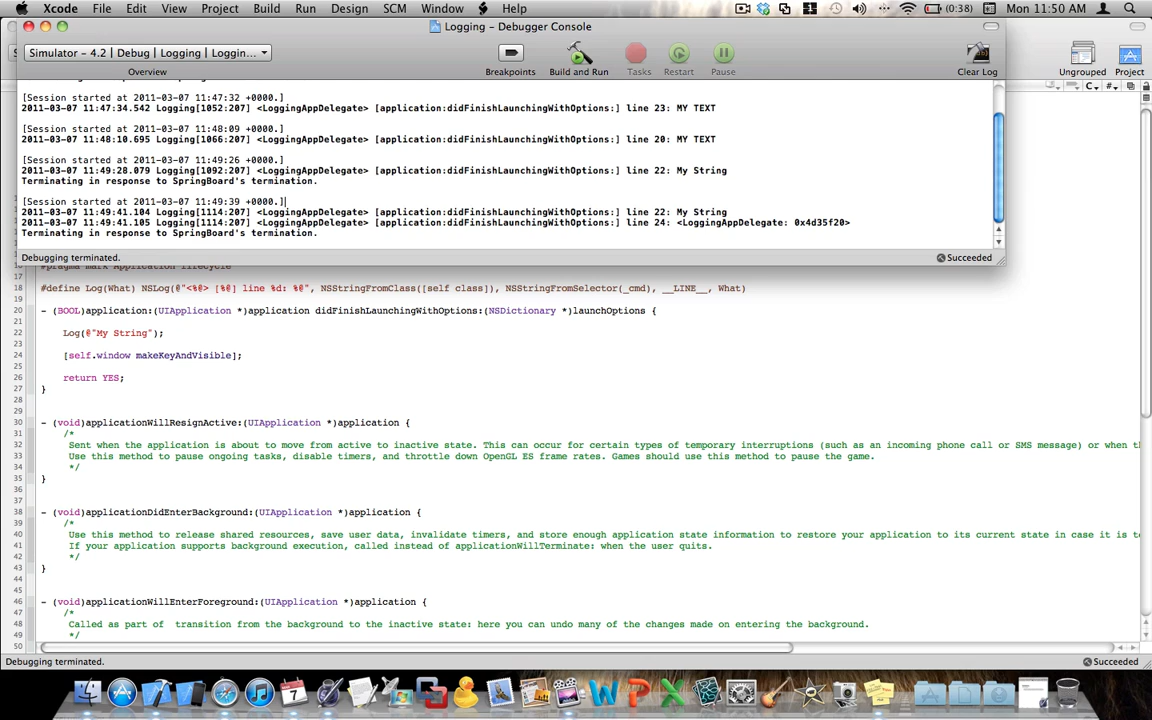 Xcode File Edit View Project Build Run Design SCM Window Help (0:38) Mon 11:50 AM
Logging – Debugger Console
Simulator - 4.2 | Debug | Logging | Loggin...
Overview Breakpoints Build and Run Tasks Restart Pause Clear Log Ungrouped Project
[Session started at 2011-03-07 11:47:32 +0000.]
2011-03-07 11:47:34.542 Logging[1052:207] <LoggingAppDelegate> [application:didFinishLaunchingWithOptions:] line 23: MY TEXT
[Session started at 2011-03-07 11:48:09 +0000.]
2011-03-07 11:48:10.695 Logging[1066:207] <LoggingAppDelegate> [application:didFinishLaunchingWithOptions:] line 20: MY TEXT
[Session started at 2011-03-07 11:49:26 +0000.]
2011-03-07 11:49:28.079 Logging[1092:207] <LoggingAppDelegate> [application:didFinishLaunchingWithOptions:] line 22: My String
Terminating in response to SpringBoard's termination.
[Session started at 2011-03-07 11:49:39 +0000.]
2011-03-07 11:49:41.104 Logging[1114:207] <LoggingAppDelegate> [application:didFinishLaunchingWithOptions:] line 22: My String
2011-03-07 11:49:41.105 Logging[1114:207] <LoggingAppDelegate> [application:didFinishLaunchingWithOptions:] line 24: <LoggingAppDelegate: 0x4d35f20>
Terminating in response to SpringBoard's termination.
Debugging terminated. Succeeded
#pragma mark Application lifecycle
17
18 #define Log(What) NSLog(@"<%@> [%@] line %d: %@", NSStringFromClass([self class]), NSStringFromSelector(_cmd), __LINE__, What)
19
20 - (BOOL)application:(UIApplication *)application didFinishLaunchingWithOptions:(NSDictionary *)launchOptions {
21
22 Log(@"My String");
23
24 [self.window makeKeyAndVisible];
25
26 return YES;
27 }
28
29
30 - (void)applicationWillResignActive:(UIApplication *)application {
31 /*
32 Sent when the application is about to move from active to inactive state. This can occur for certain types of temporary interruptions (such as an incoming phone call or SMS message) or when t
33 Use this method to pause ongoing tasks, disable timers, and throttle down OpenGL ES frame rates. Games should use this method to pause the game.
34 */
35 }
36
37
38 - (void)applicationDidEnterBackground:(UIApplication *)application {
39 /*
40 Use this method to release shared resources, save user data, invalidate timers, and store enough application state information to restore your application to its current state in case it is t
41 If your application supports background execution, called instead of applicationWillTerminate: when the user quits.
42 */
43 }
44
45
46 - (void)applicationWillEnterForeground:(UIApplication *)application {
47 /*
48 Called as part of transition from the background to the inactive state: here you can undo many of the changes made on entering the background.
49 */
50
Debugging terminated. Succeeded